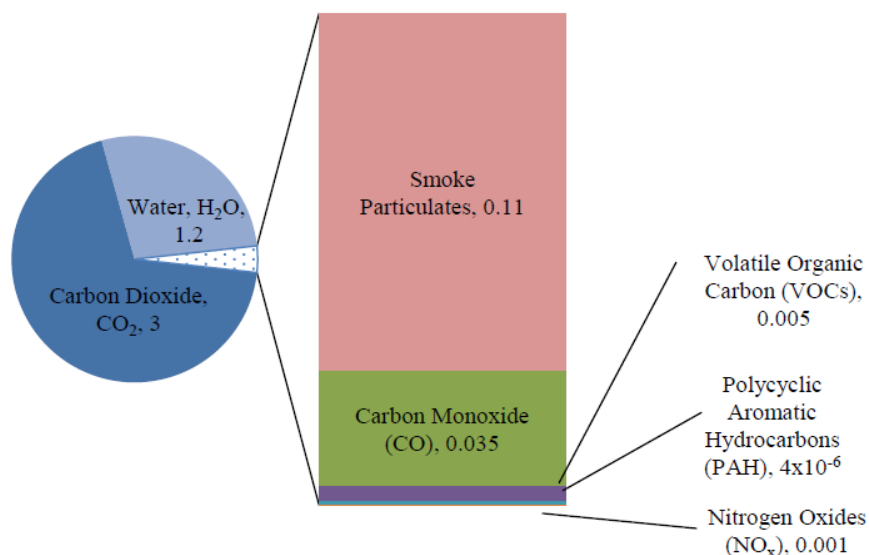 Water, H₂O,
1.2
Carbon Dioxide,
CO₂, 3
Smoke
Particulates, 0.11
Carbon Monoxide
(CO), 0.035
Volatile Organic
Carbon (VOCs),
0.005
Polycyclic
Aromatic
Hydrocarbons
(PAH), 4x10⁻⁶
Nitrogen Oxides
(NOₓ), 0.001